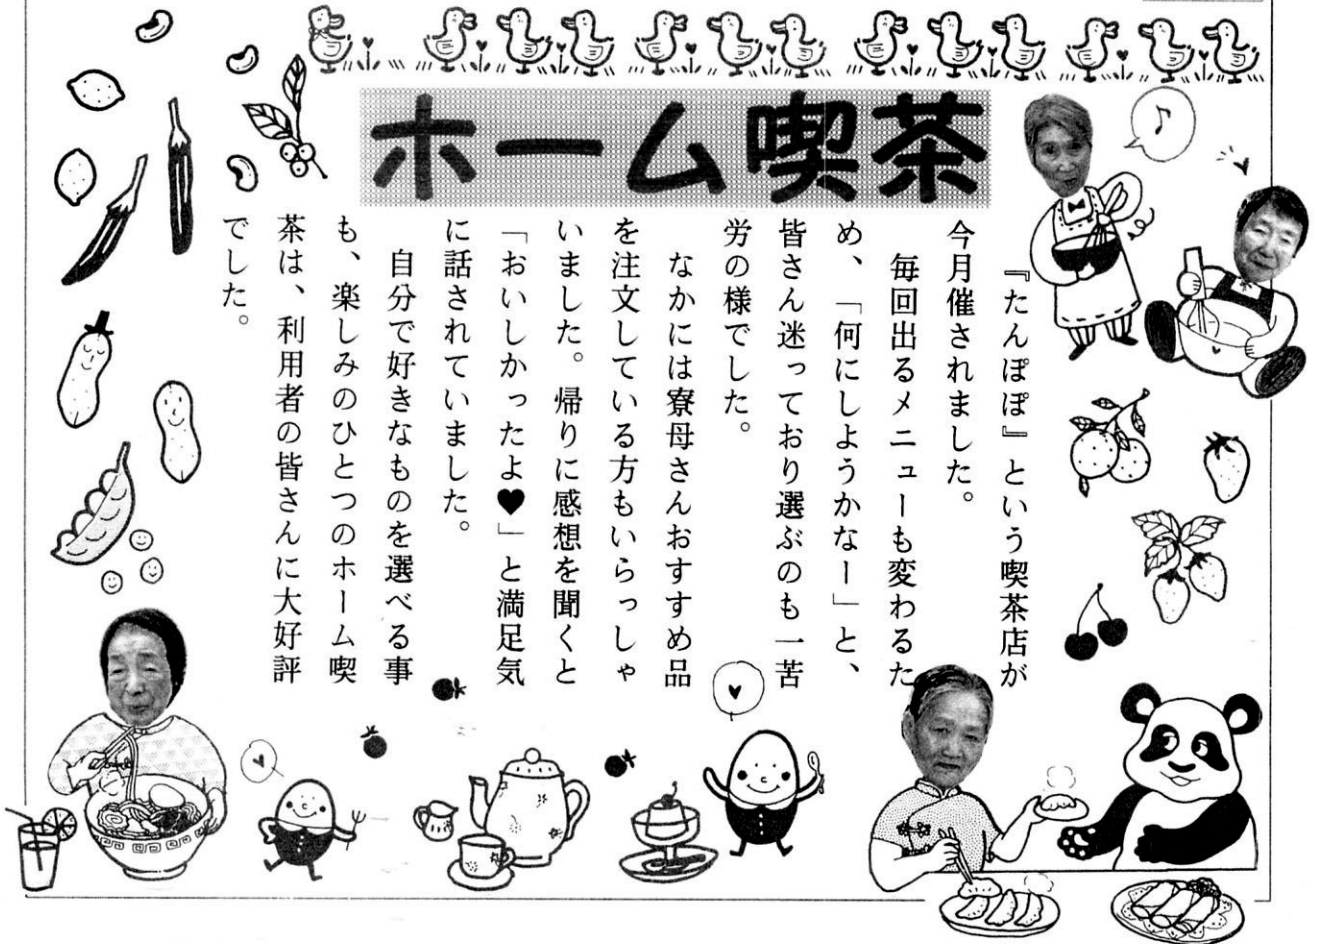 ホーム喫茶
『たんぽぽ』という喫茶店が
今月催されました。
毎回出るメニューも変わるた
め、「何にしようかなー」と、
皆さん迷っており選ぶのも一苦
労の様でした。
なかには寮母さんおすすめ品
を注文している方もいらっしゃ
いました。帰りに感想を聞くと
「おいしかったよ♥」と満足気
に話されていました。
自分で好きなものを選べる事
も、楽しみのひとつのホーム喫
茶は、利用者の皆さんに大好評
でした。